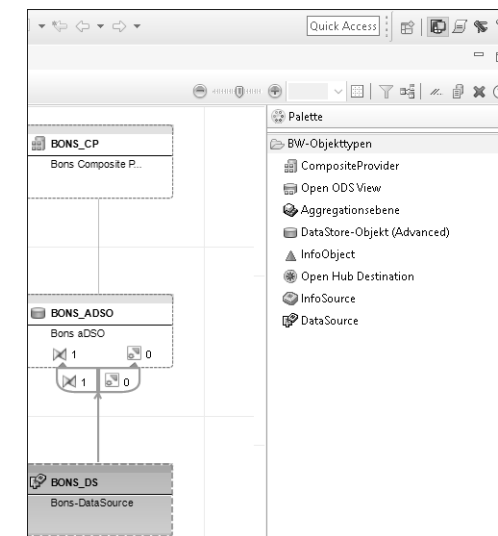 Quick Access
Palette
BW-Objekttypen
CompositeProvider
Open ODS View
Aggregationsebene
DataStore-Objekt (Advanced)
InfoObject
Open Hub Destination
InfoSource
DataSource
BONS_CP
Bons Composite P...
BONS_ADSO
Bons aDSO
1 0
1 0
BONS_DS
Bons-DataSource